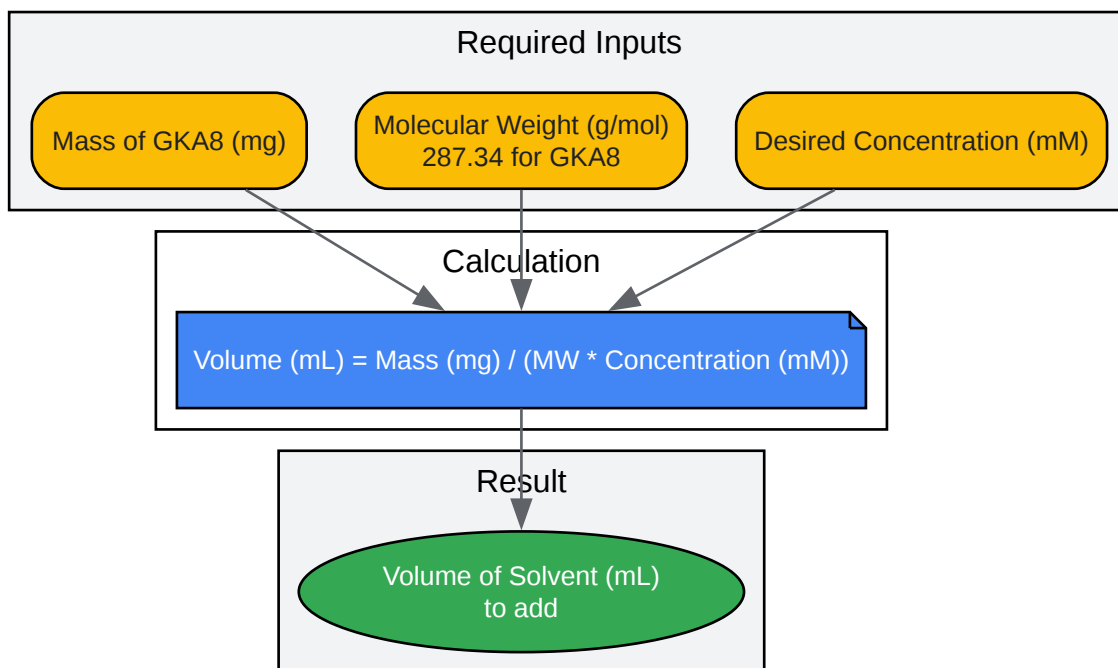 Required Inputs
Mass of GKA8 (mg)
Molecular Weight (g/mol)
287.34 for GKA8
Desired Concentration (mM)
Calculation
Volume (mL) = Mass (mg) / (MW * Concentration (mM))
Result
Volume of Solvent (mL)
to add